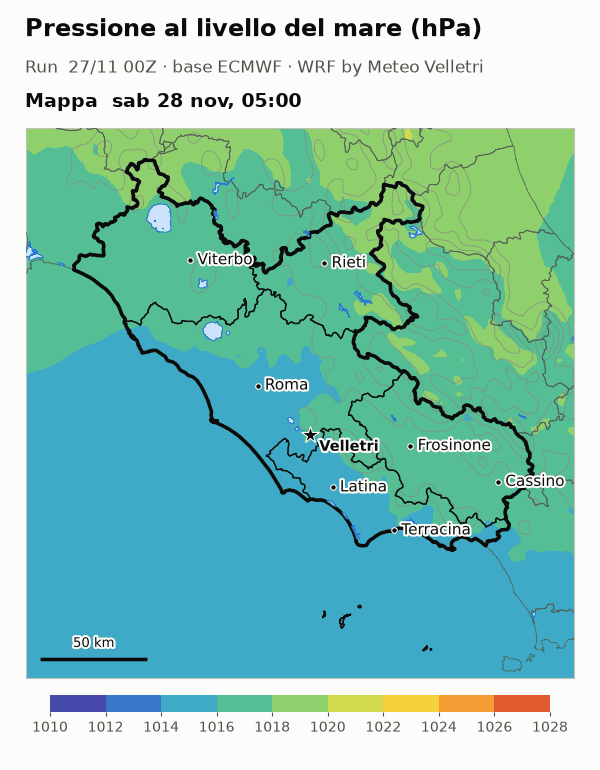 Pressione al livello del mare (hPa)
Run  27/11 00Z · base ECMWF · WRF by Meteo Velletri
Mappa  sab 28 nov, 05:00
Viterbo
Rieti
Roma
Velletri
Frosinone
Cassino
Latina
Terracina
50 km
1010 1012 1014 1016 1018 1020 1022 1024 1026 1028